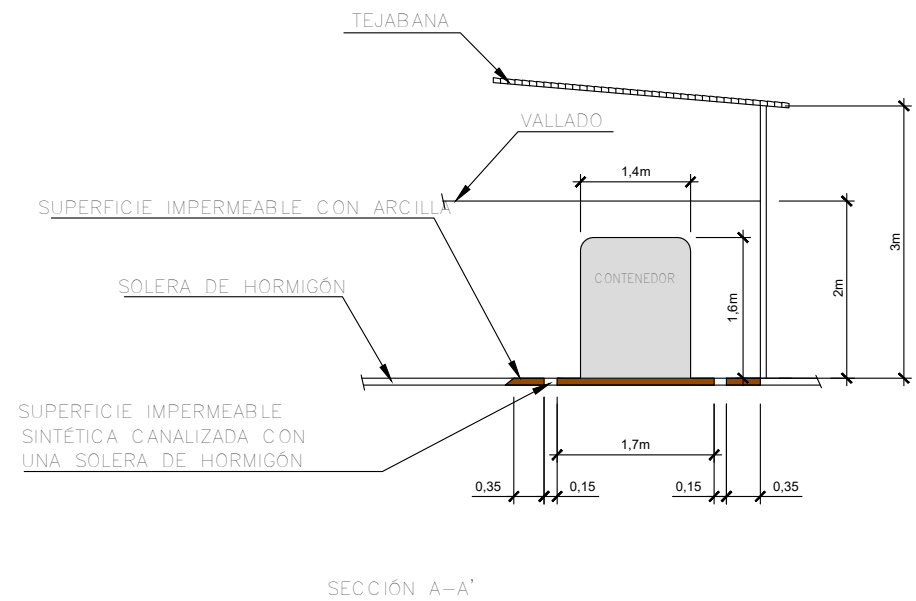 TEJABANA
VALLADO
1,4m
SUPERFICIE IMPERMEABLE CON ARCILLA
CONTENEDOR
3m
2m
1,6m
SOLERA DE HORMIGÓN
SUPERFICIE IMPERMEABLE
SINTÉTICA CANALIZADA CON
UNA SOLERA DE HORMIGÓN
1,7m
0,35
0,15
0,15
0,35
SECCIÓN A-A'